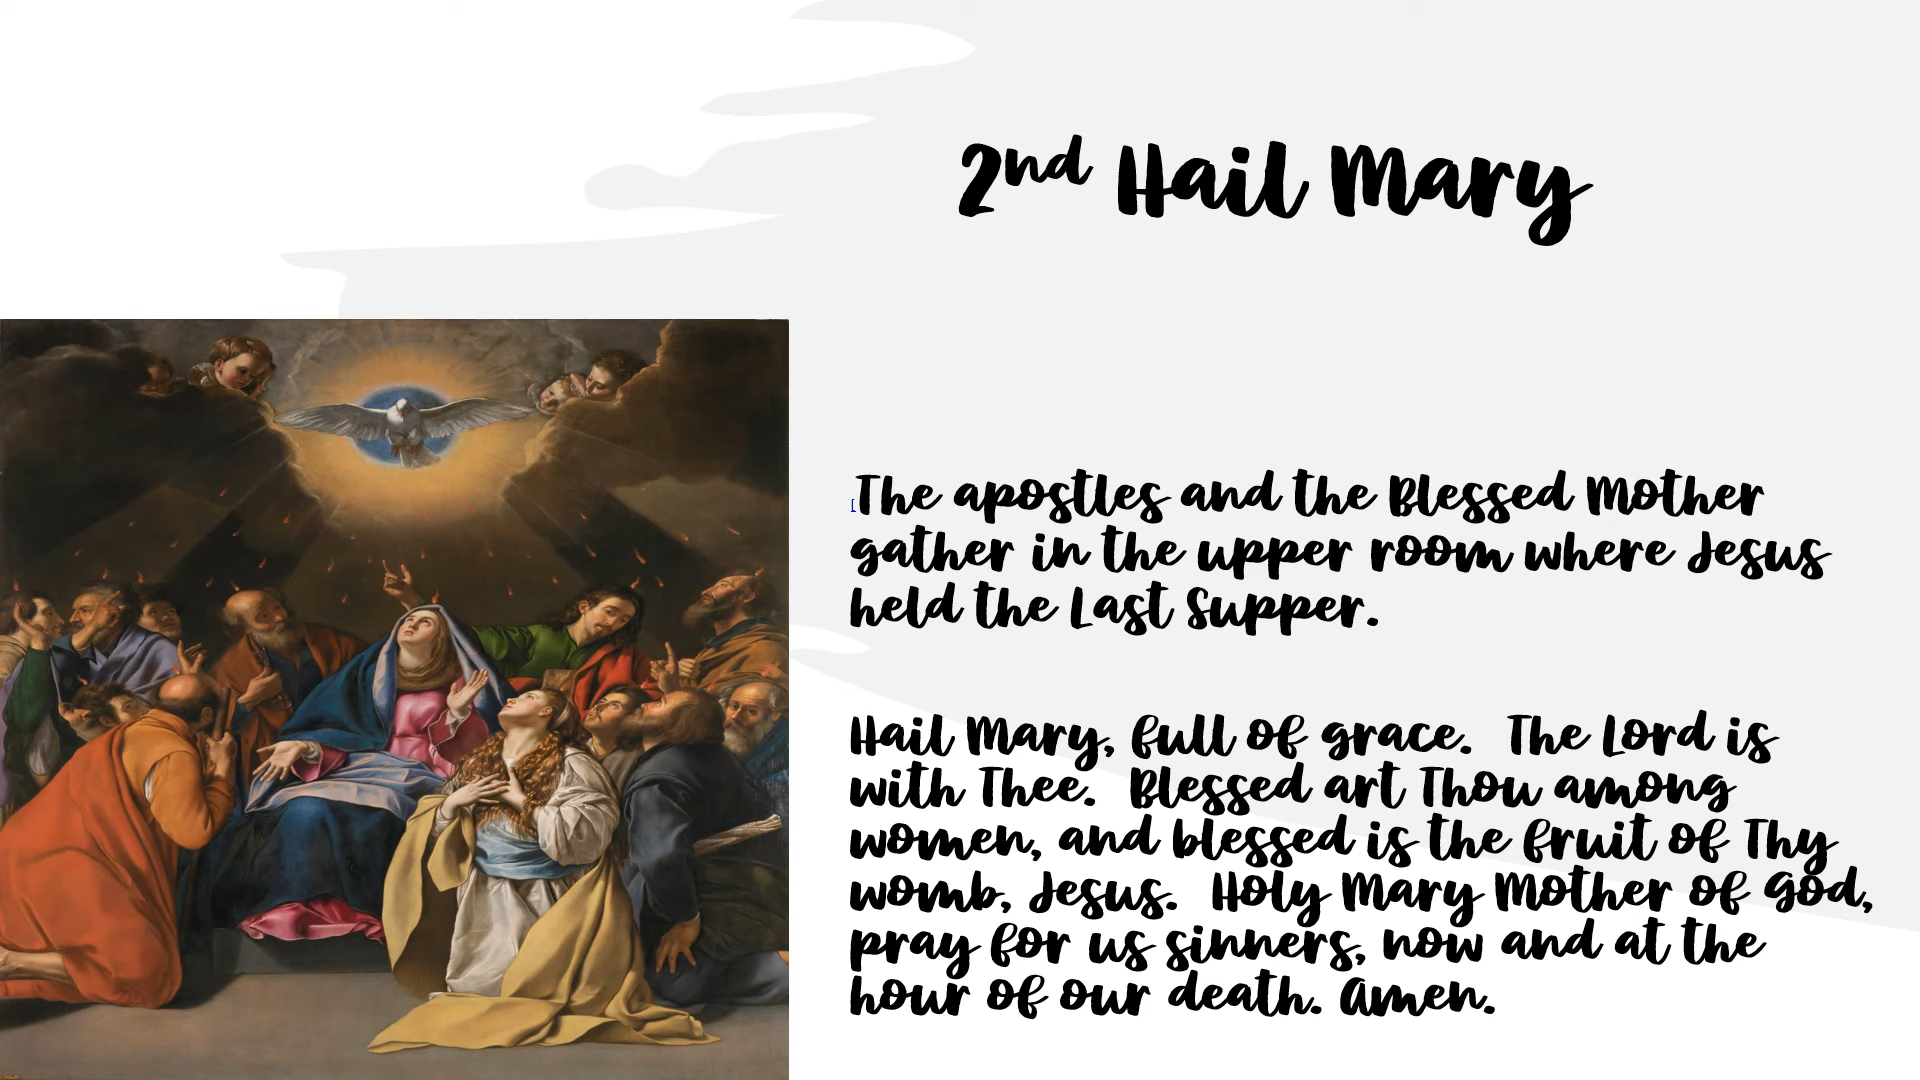 2nd Hail Mary
[The apostles and the Blessed Mother
gather in the upper room where Jesus
held the Last Supper.
Hail Mary, full of grace.  The Lord is
with Thee.  Blessed art Thou among
women, and blessed is the fruit of Thy
womb, Jesus.  Holy Mary Mother of God,
pray for us sinners, now and at the
hour of our death. Amen.